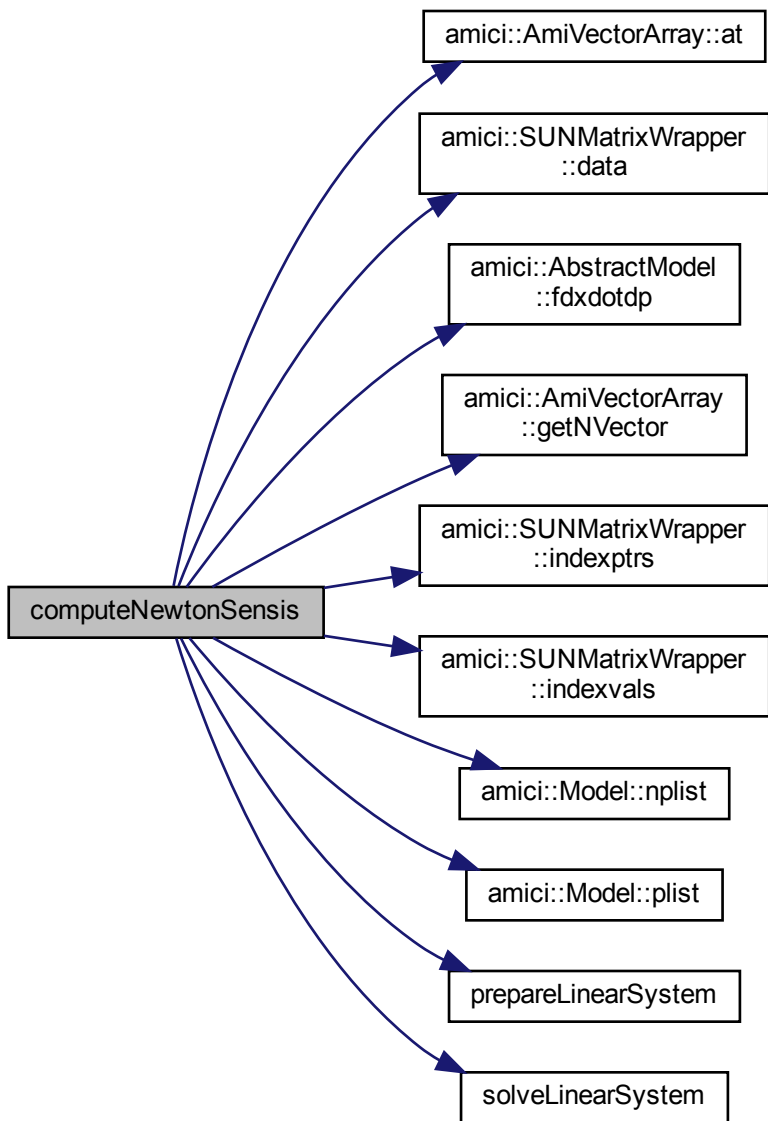 amici::AmiVectorArray::at
amici::SUNMatrixWrapper
::data
amici::AbstractModel
::fdxdotdp
amici::AmiVectorArray
::getNVector
amici::SUNMatrixWrapper
::indexptrs
computeNewtonSensis
amici::SUNMatrixWrapper
::indexvals
amici::Model::nplist
amici::Model::plist
prepareLinearSystem
solveLinearSystem